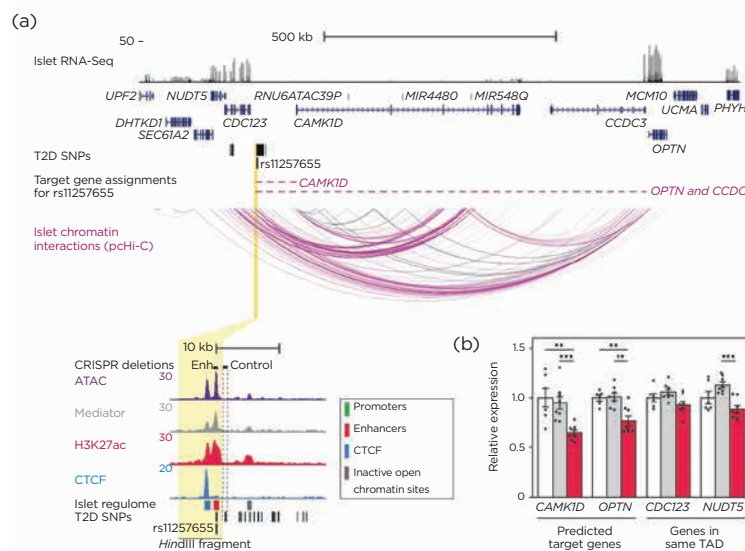 (a)
500 kb
50
Islet RNA-Seq
UPF2 NUDT5 RNU6ATAC39P MIR4480 MIR548Q MCM10 PHYH
UCMA
DHTKD1 CDC123 CAMK1D CCDC3
SEC61A2 OPTN
T2D SNPs
rs11257655
Target gene assignments
for rs11257655
CAMK1D
OPTN and CCDC
Islet chromatin
interactions (pcHi-C)
10 kb
CRISPR deletions Enh Control
ATAC 30
Mediator 30
H3K27ac 30
CTCF 20
Islet regulome
T2D SNPs
rs11257655
HindIII fragment
Promoters
Enhancers
CTCF
Inactive open
chromatin sites
(b)
Relative expression
1.5
1.0
0.5
0.0
** *** ** ** ***
CAMK1D OPTN CDC123 NUDT5
Predicted
target genes
Genes in
same TAD